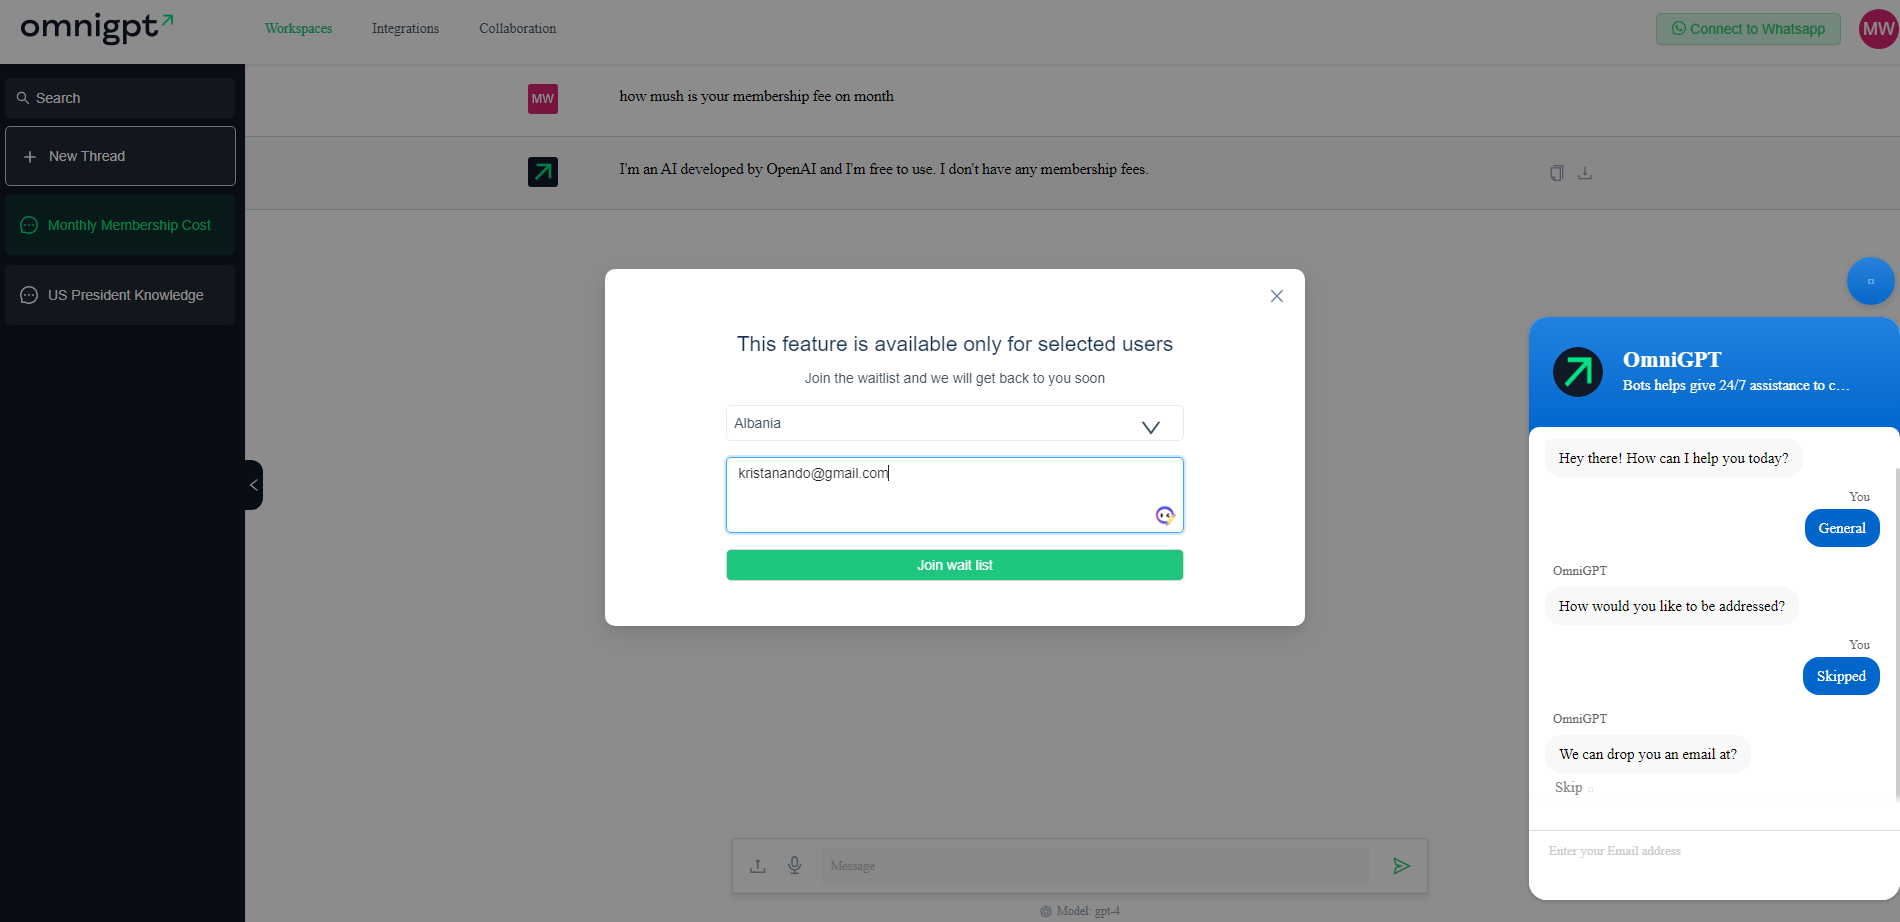 omnigpt
Workspaces
Integrations
Collaboration
Connect to Whatsapp
MW
Search
New Thread
Monthly Membership Cost
US President Knowledge
MW
how mush is your membership fee on month
I'm an AI developed by OpenAI and I'm free to use. I don't have any membership fees.
This feature is available only for selected users
Join the waitlist and we will get back to you soon
Albania
kristanando@gmail.com
Join wait list
Message
Model: gpt-4
OmniGPT
Bots helps give 24/7 assistance to c...
Hey there! How can I help you today?
You
General
OmniGPT
How would you like to be addressed?
You
Skipped
OmniGPT
We can drop you an email at?
Skip
Enter your Email address